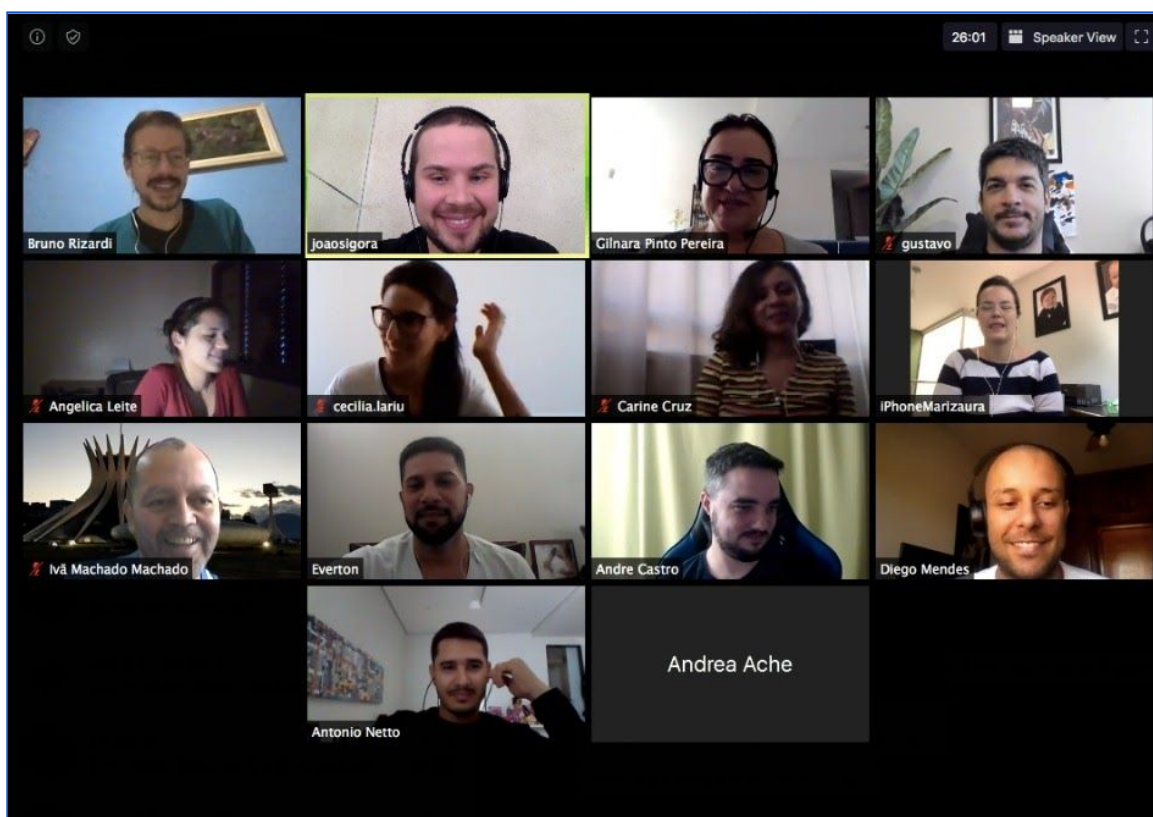 26:01 Speaker View
Bruno Rizardi
joaosigora
Gilnara Pinto Pereira
gustavo
Angelica Leite
cecilia.lariu
Carine Cruz
iPhoneMarizaura
Ivã Machado Machado
Everton
Andre Castro
Diego Mendes
Antonio Netto
Andrea Ache